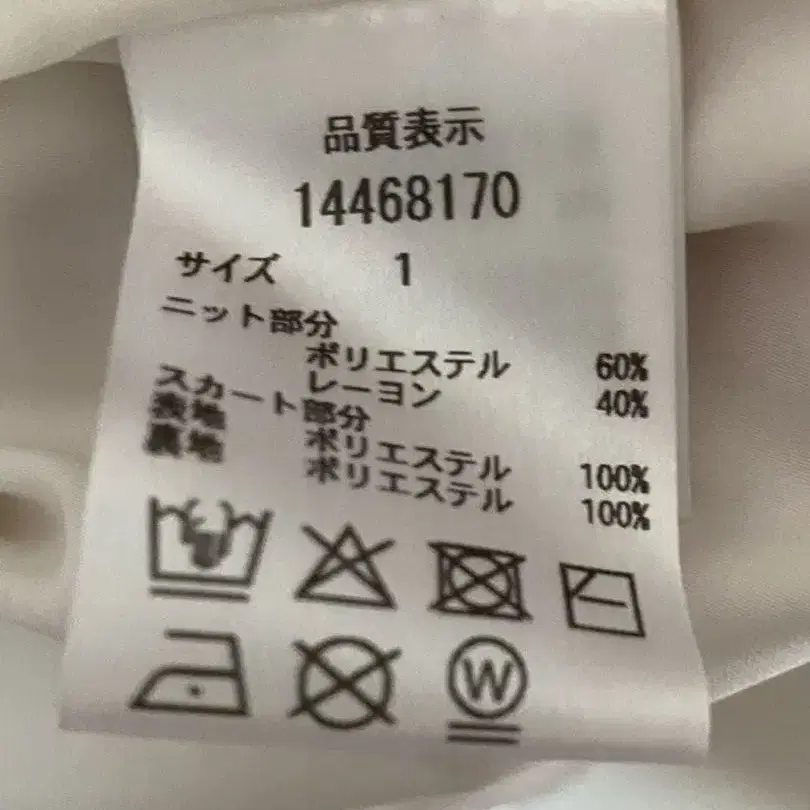 品質表示
14468170
サイズ 1
ニット部分
ポリエステル 60%
レーヨン 40%
スカート部分
表地 ポリエステル 100%
裏地 ポリエステル 100%
W